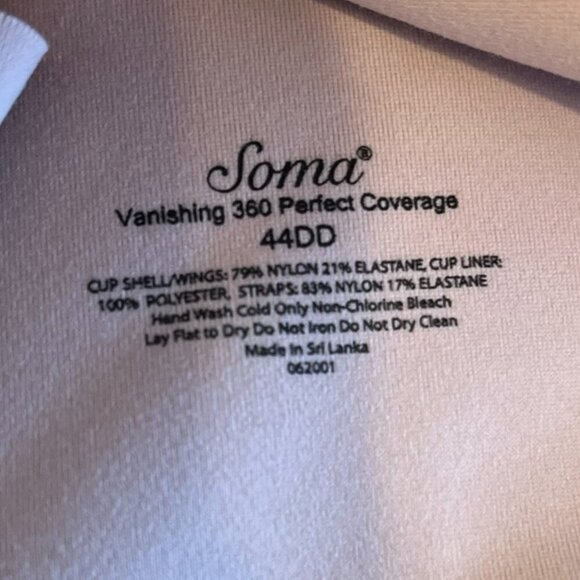 Soma®
Vanishing 360 Perfect Coverage
44DD
CUP SHELL/WINGS: 79% NYLON 21% ELASTANE, CUP LINER:
100% POLYESTER, STRAPS: 83% NYLON 17% ELASTANE
Hand Wash Cold Only Non-Chlorine Bleach
Lay Flat to Dry Do Not Iron Do Not Dry Clean
Made In Sri Lanka
062001